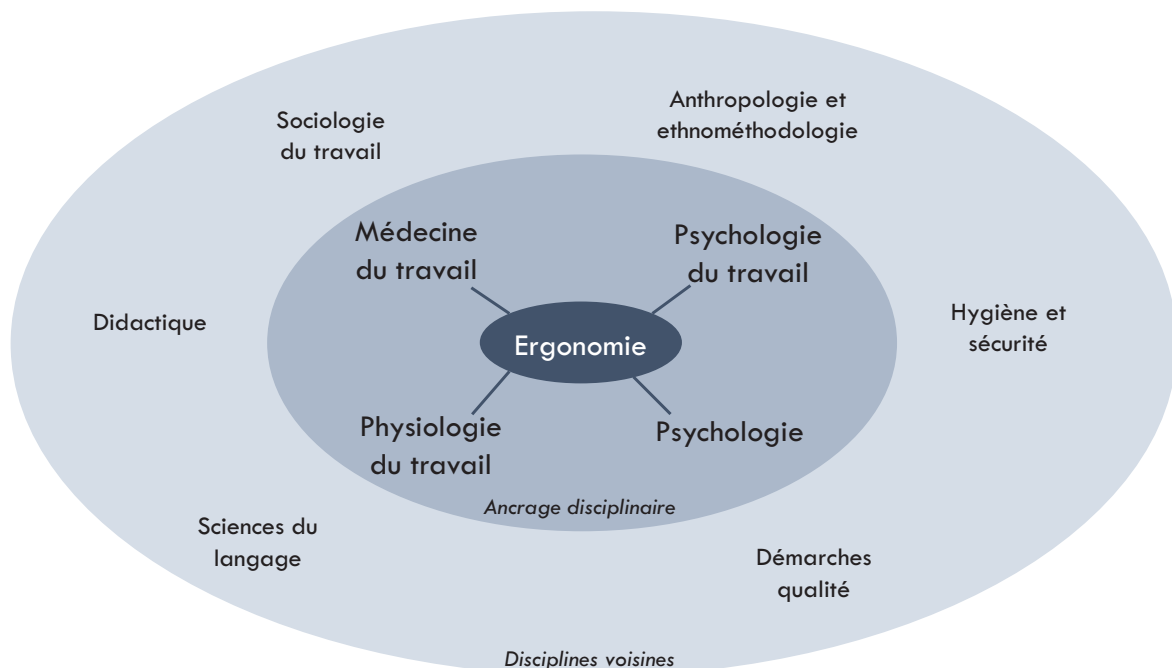 Sociologie
du travail
Anthropologie et
ethnométhodologie
Médecine
du travail
Psychologie
du travail
Didactique
Ergonomie
Hygiène et
sécurité
Physiologie
du travail
Psychologie
Ancrage disciplinaire
Sciences du
langage
Démarches
qualité
Disciplines voisines